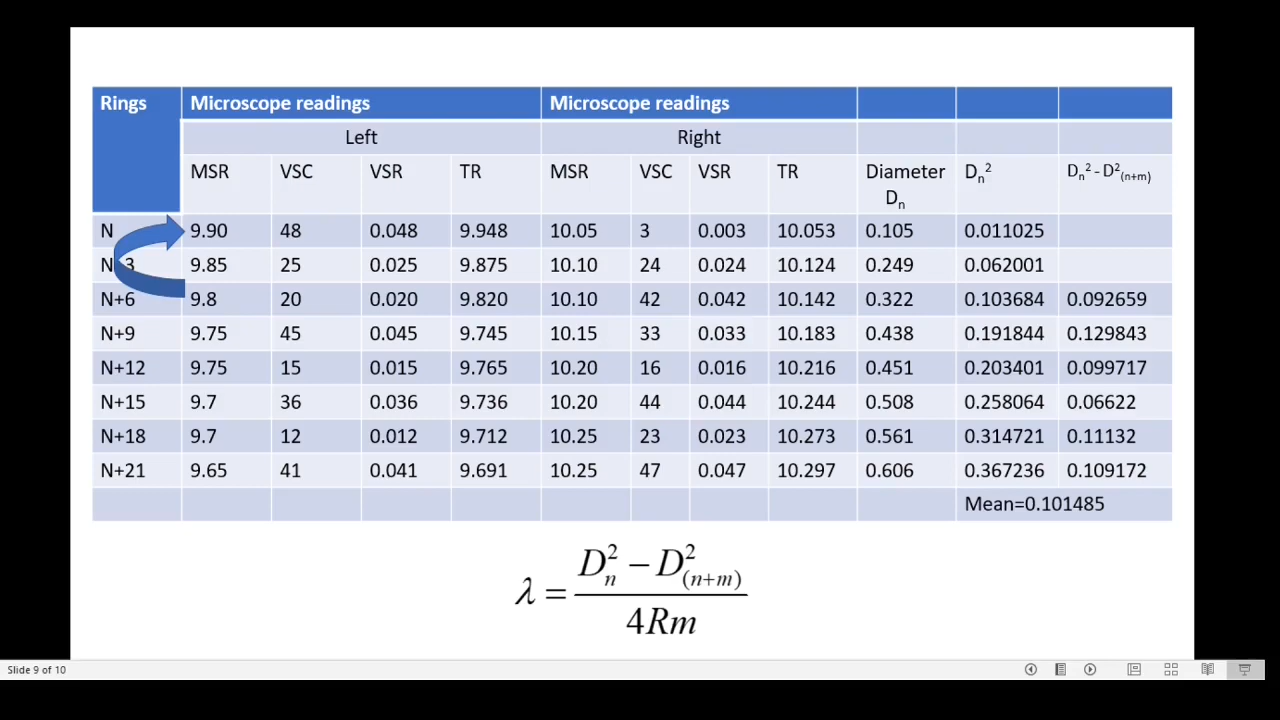 Rings Microscope readings Microscope readings
Left Right
MSR VSC VSR TR MSR VSC VSR TR Diameter Dₙ Dₙ² Dₙ² - D²₍ₙ₊ₘ₎
N 9.90 48 0.048 9.948 10.05 3 0.003 10.053 0.105 0.011025
N 3 9.85 25 0.025 9.875 10.10 24 0.024 10.124 0.249 0.062001
N+6 9.8 20 0.020 9.820 10.10 42 0.042 10.142 0.322 0.103684 0.092659
N+9 9.75 45 0.045 9.745 10.15 33 0.033 10.183 0.438 0.191844 0.129843
N+12 9.75 15 0.015 9.765 10.20 16 0.016 10.216 0.451 0.203401 0.099717
N+15 9.7 36 0.036 9.736 10.20 44 0.044 10.244 0.508 0.258064 0.06622
N+18 9.7 12 0.012 9.712 10.25 23 0.023 10.273 0.561 0.314721 0.11132
N+21 9.65 41 0.041 9.691 10.25 47 0.047 10.297 0.606 0.367236 0.109172
Mean=0.101485
λ = (Dₙ² − D²₍ₙ₊ₘ₎) / 4Rm
Slide 9 of 10